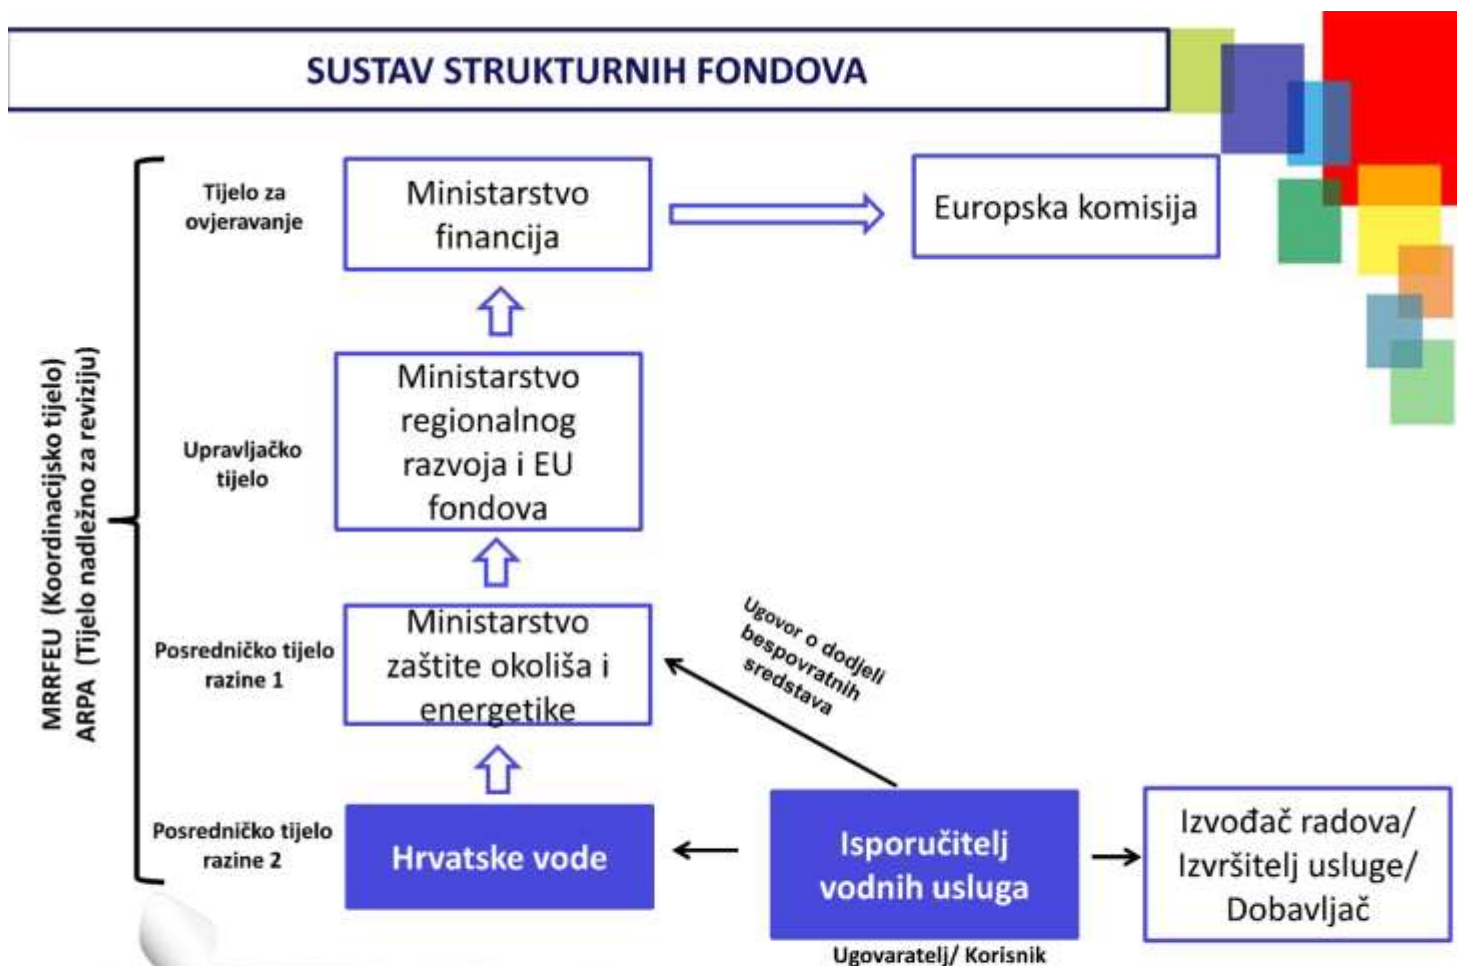 SUSTAV STRUKTURNIH FONDOVA
MRRFEU (Koordinacijsko tijelo)
ARPA (Tijelo nadležno za reviziju)
Tijelo za
ovjeravanje
Ministarstvo
financija
Europska komisija
Upravljačko
tijelo
Ministarstvo
regionalnog
razvoja i EU
fondova
Posredničko tijelo
razine 1
Ministarstvo
zaštite okoliša i
energetike
Ugovor o dodjeli
bespovratnih
sredstava
Posredničko tijelo
razine 2
Hrvatske vode
Isporučitelj
vodnih usluga
Ugovaratelj/ Korisnik
Izvođač radova/
Izvršitelj usluge/
Dobavljač